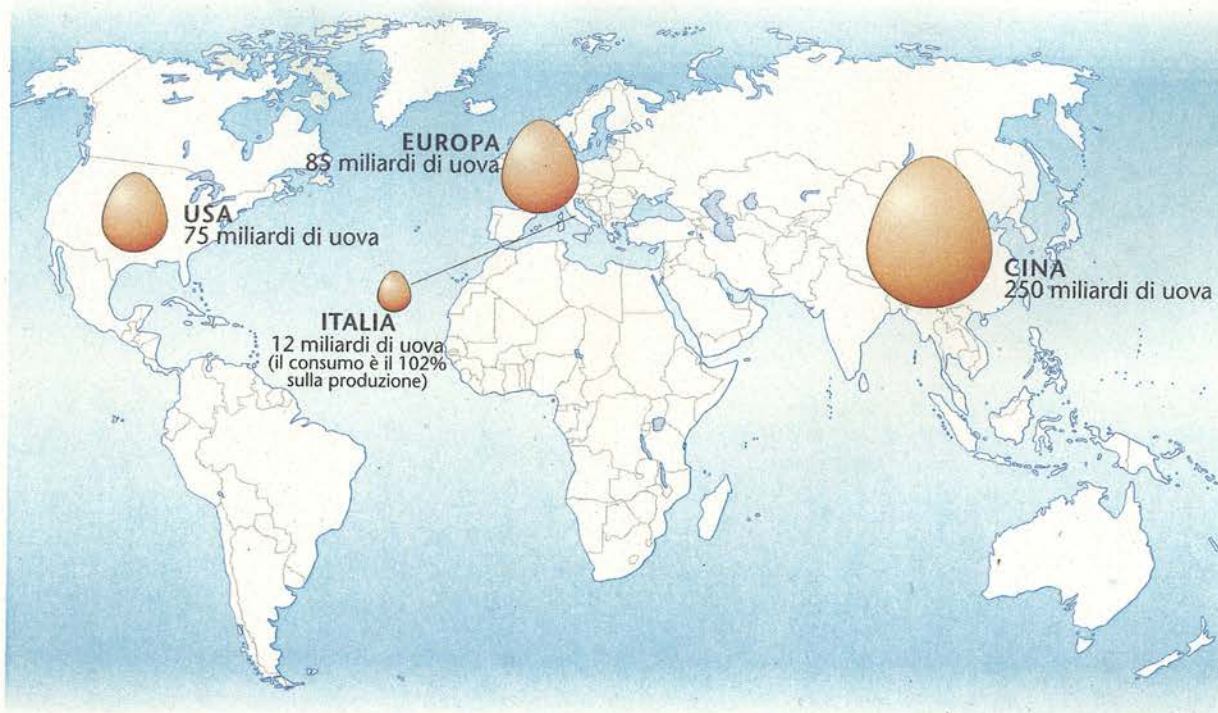 EUROPA
85 miliardi di uova
USA
75 miliardi di uova
CINA
250 miliardi di uova
ITALIA
12 miliardi di uova
(il consumo è il 102%
sulla produzione)